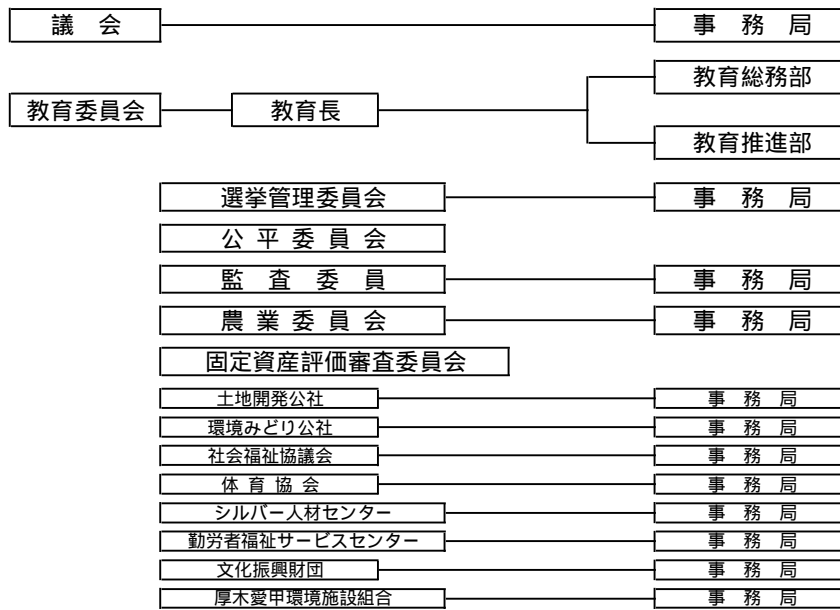 議 会 事 務 局
教育総務部
教育委員会 教育長
教育推進部
選挙管理委員会 事 務 局
公 平 委 員 会
監 査 委 員 事 務 局
農 業 委 員 会 事 務 局
固定資産評価審査委員会
土地開発公社 事 務 局
環境みどり公社 事 務 局
社会福祉協議会 事 務 局
体 育 協 会 事 務 局
シルバー人材センター 事 務 局
勤労者福祉サービスセンター 事 務 局
文化振興財団 事 務 局
厚木愛甲環境施設組合 事 務 局